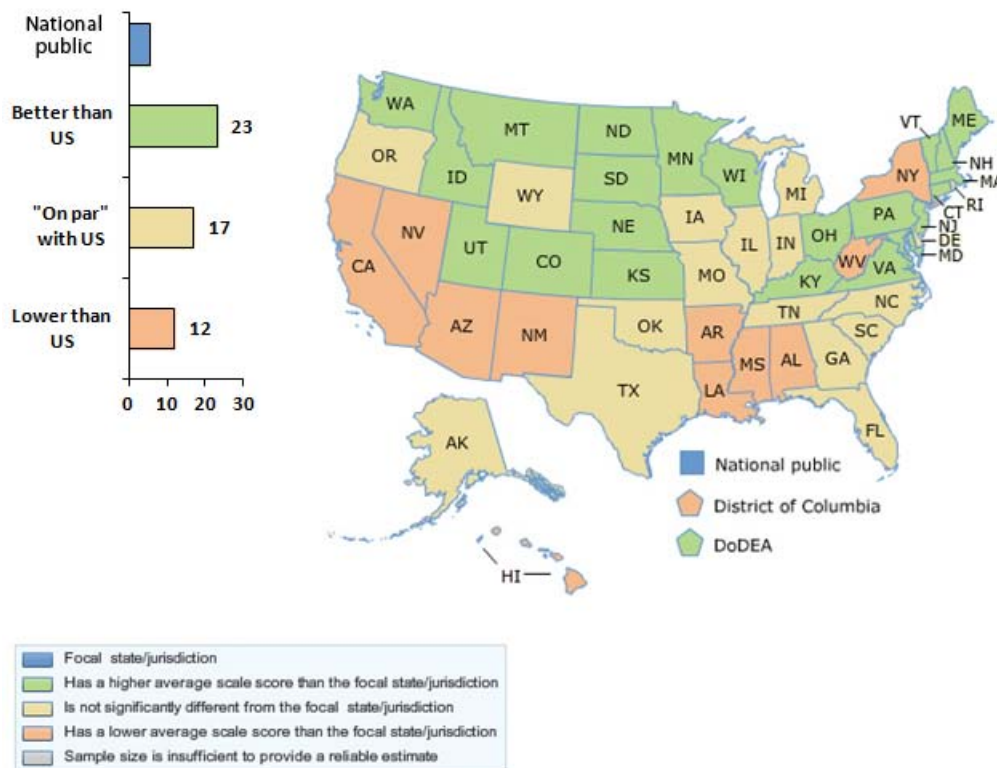 National
public
Better than
US
23
"On par"
with US
17
Lower than
US
12
0 10 20 30
WA
MT
ND
MN
WI
VT
ME
OR
ID
WY
SD
MI
NY
NH
MA
RI
CT
NJ
DE
MD
NV
UT
CO
NE
IA
IL
IN
OH
PA
WV
VA
KY
CA
KS
MO
AZ
NM
OK
AR
TN
NC
SC
MS
AL
GA
LA
TX
FL
AK
HI
National public
District of Columbia
DoDEA
Focal state/jurisdiction
Has a higher average scale score than the focal state/jurisdiction
Is not significantly different from the focal state/jurisdiction
Has a lower average scale score than the focal state/jurisdiction
Sample size is insufficient to provide a reliable estimate